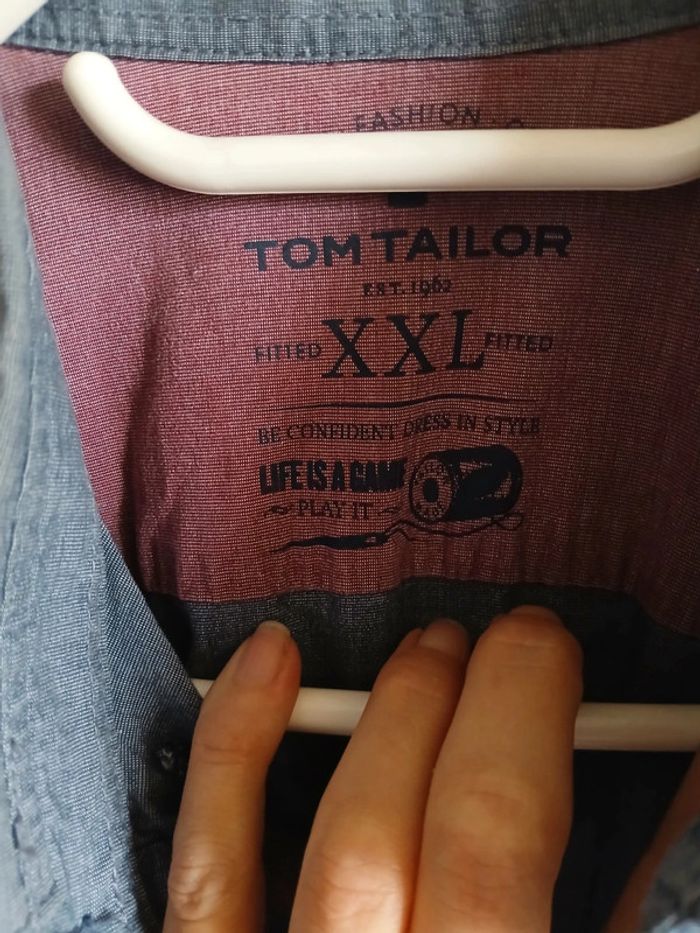 FASHION
TOM TAILOR
EST. 1962
FITTED XXL FITTED
BE CONFIDENT DRESS IN STYLE
LIFE IS A GAME
~ PLAY IT ~